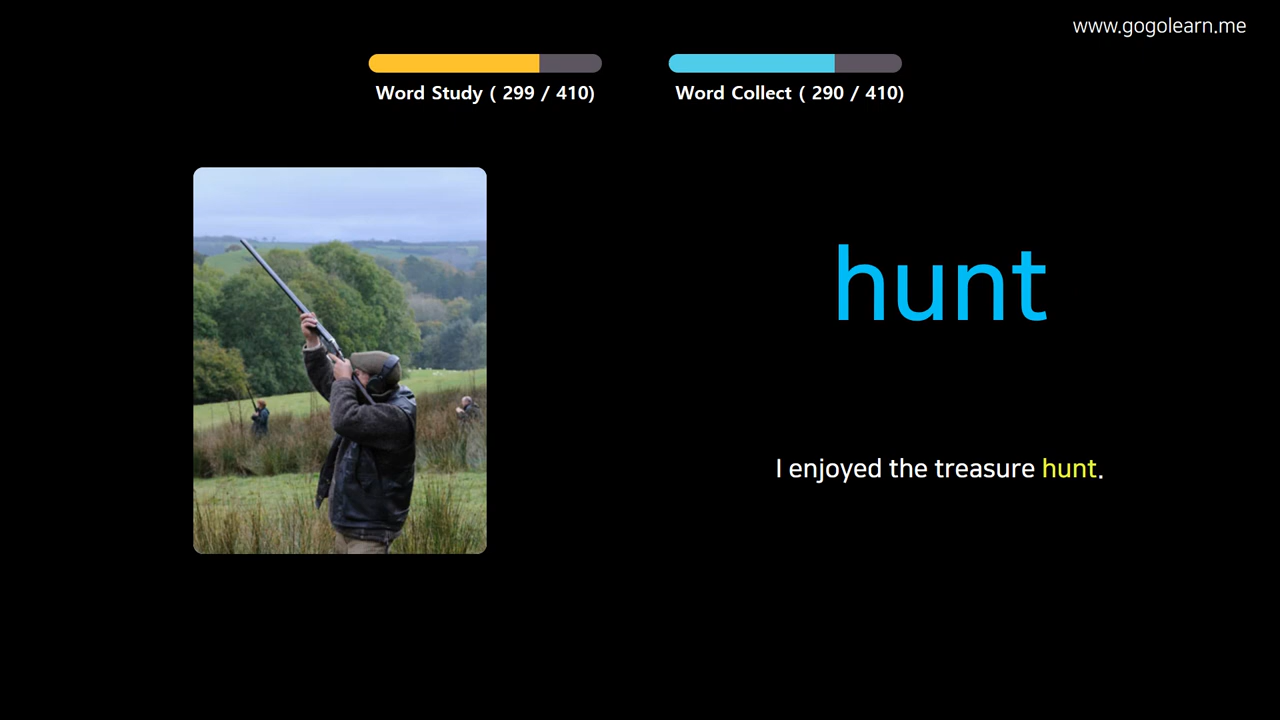 www.gogolearn.me
Word Study ( 299 / 410)
Word Collect ( 290 / 410)
hunt
I enjoyed the treasure hunt.